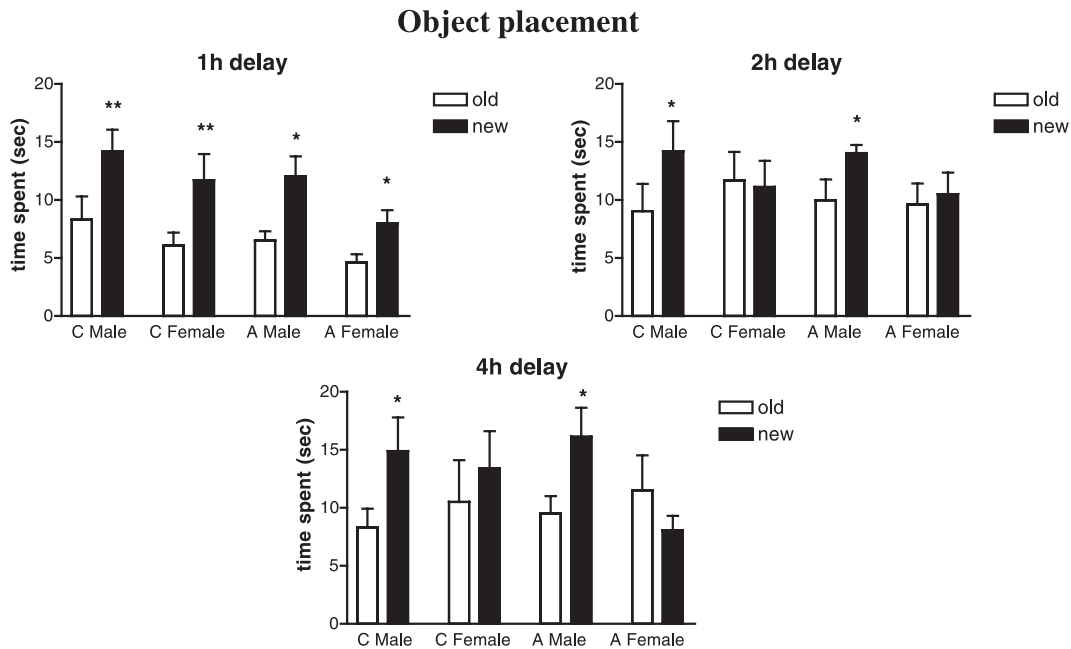 Object placement
1h delay
time spent (sec)
20
15
10
5
0
** ** * *
C Male C Female A Male A Female
old
new
2h delay
time spent (sec)
20
15
10
5
0
* *
C Male C Female A Male A Female
old
new
4h delay
time spent (sec)
20
15
10
5
0
* *
C Male C Female A Male A Female
old
new